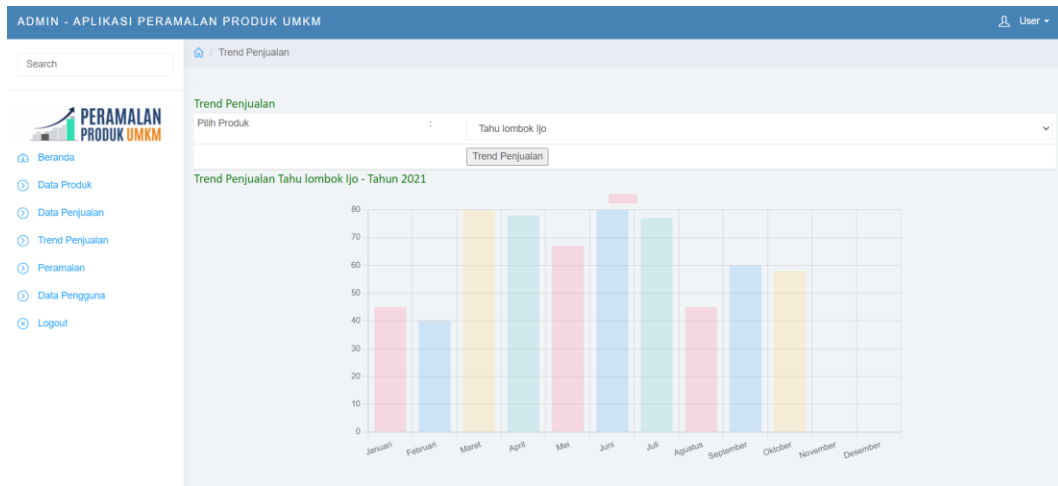 ADMIN - APLIKASI PERAMALAN PRODUK UMKM
User
Search
/ Trend Penjualan
PERAMALAN
PRODUK UMKM
Beranda
Data Produk
Data Penjualan
Trend Penjualan
Peramalan
Data Pengguna
Logout
Trend Penjualan
Pilih Produk : Tahu lombok Ijo
Trend Penjualan
Trend Penjualan Tahu lombok Ijo - Tahun 2021
80
70
60
50
40
30
20
10
0
Januari Februari Maret April Mei Juni Juli Agustus September Oktober November Desember